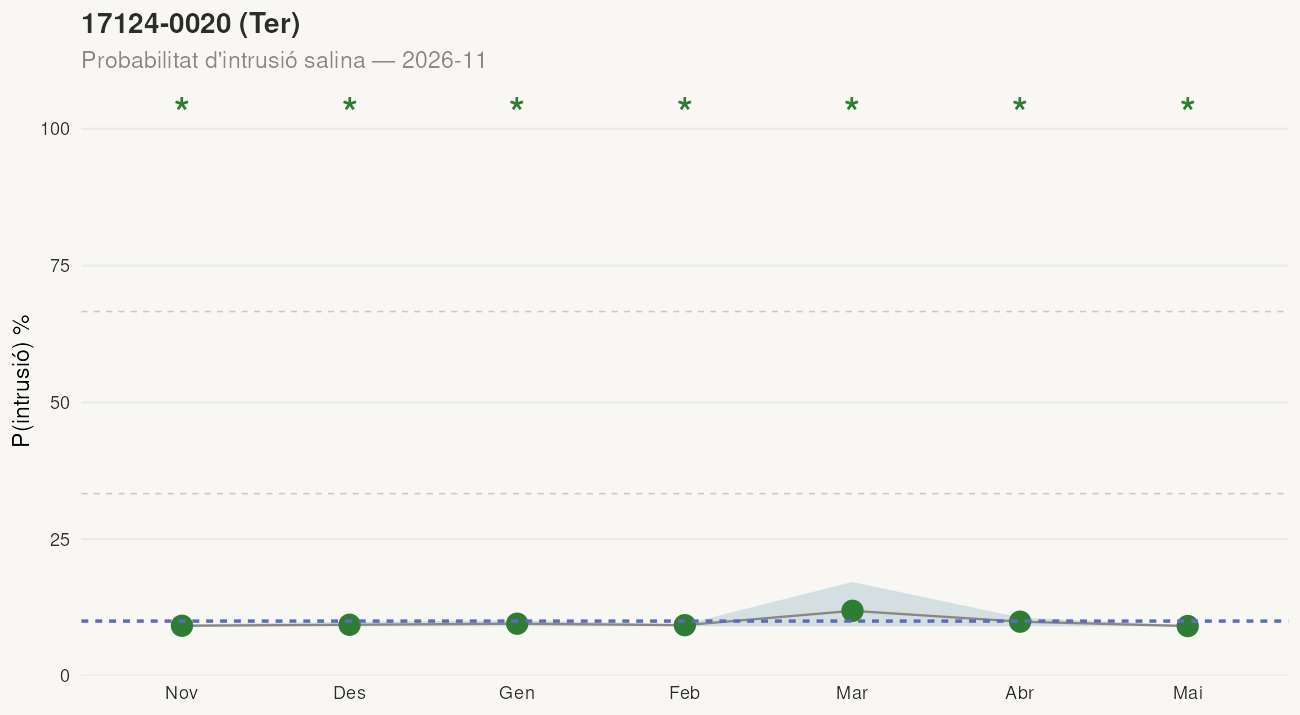 17124-0020 (Ter)
Probabilitat d'intrusió salina — 2026-11
* * * * * * *
100
75
50
25
0
P(intrusió) %
Nov Des Gen Feb Mar Abr Mai